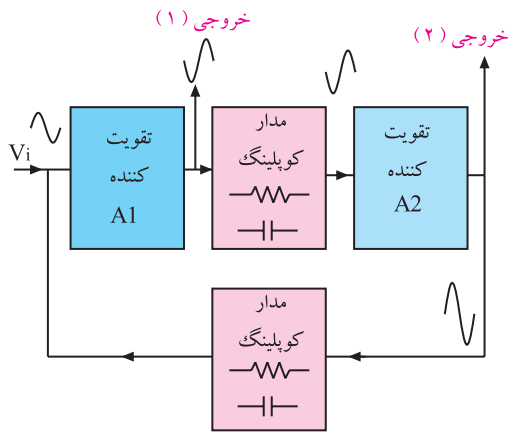 خروجی (۱)
خروجی (۲)
Vi
تقویت
کننده
A1
مدار
کوپلینگ
تقویت
کننده
A2
مدار
کوپلینگ